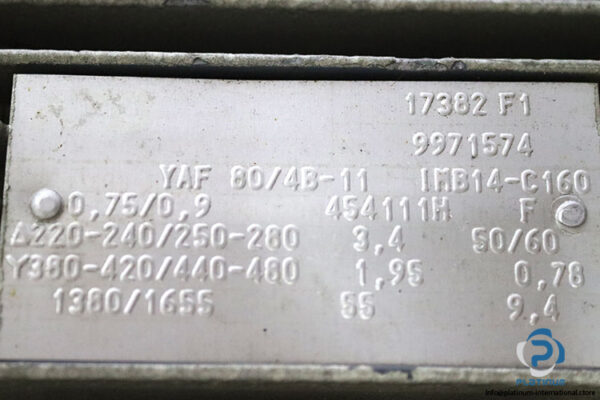 17382 F1
9971574
YAF 80/4B-11 IMB14-C160
0,75/0,9 454111H F
Δ220-240/250-280 3,4 50/60
Y380-420/440-480 1,95 0,78
1380/1655 55 9,4
PLATINUM
info@platinum-international.store